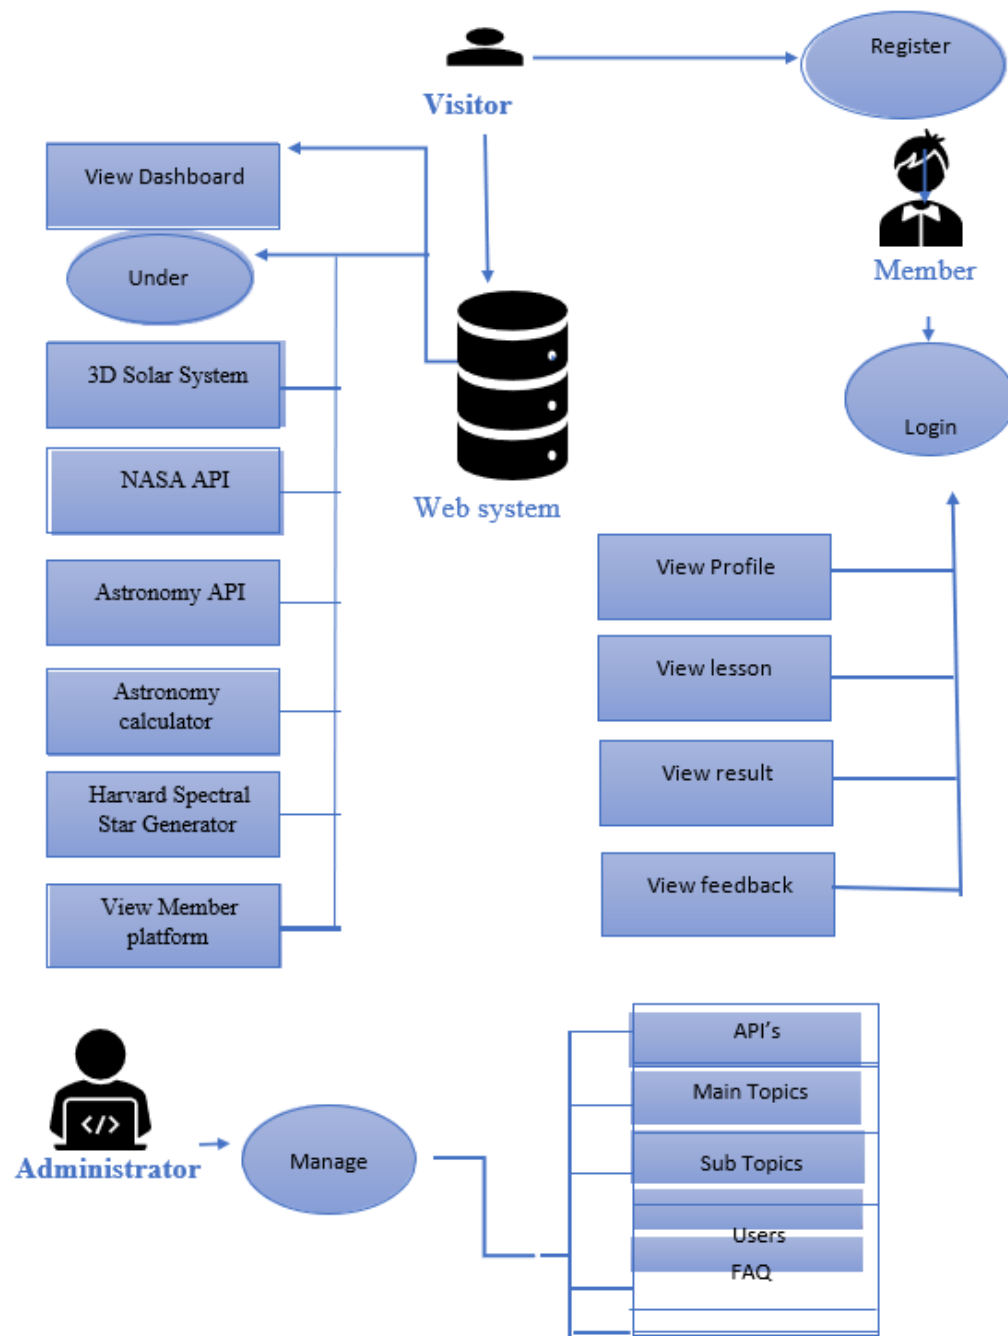 Register
Visitor
View Dashboard
Member
Under
3D Solar System
Login
NASA API
Web system
View Profile
Astronomy API
View lesson
Astronomy
calculator
View result
Harvard Spectral
Star Generator
View feedback
View Member
platform
API's
Main Topics
</>
Administrator
Manage
Sub Topics
Users
FAQ